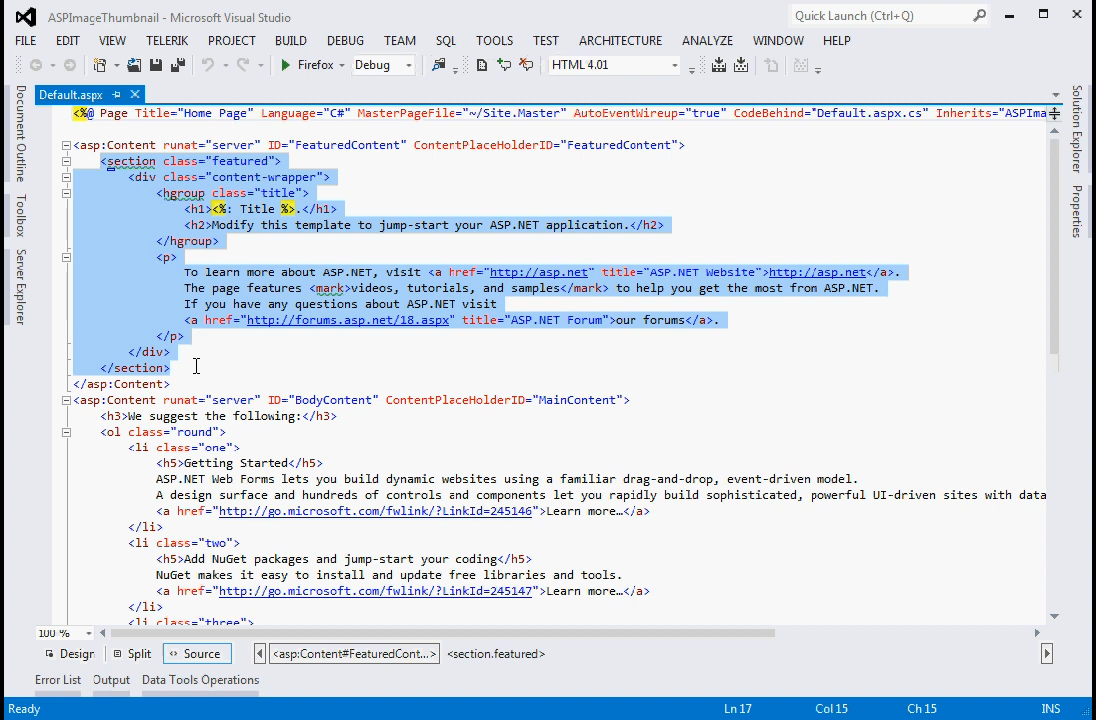 ASPImageThumbnail - Microsoft Visual Studio
Quick Launch (Ctrl+Q)
FILE EDIT VIEW TELERIK PROJECT BUILD DEBUG TEAM SQL TOOLS TEST ARCHITECTURE ANALYZE WINDOW HELP
Firefox Debug HTML 4.01
Document Outline
Toolbox
Server Explorer
Default.aspx
<%@ Page Title="Home Page" Language="C#" MasterPageFile="~/Site.Master" AutoEventWireup="true" CodeBehind="Default.aspx.cs" Inherits="ASPIma
<asp:Content runat="server" ID="FeaturedContent" ContentPlaceHolderID="FeaturedContent">
<section class="featured">
<div class="content-wrapper">
<hgroup class="title">
<h1><%: Title %>.</h1>
<h2>Modify this template to jump-start your ASP.NET application.</h2>
</hgroup>
<p>
To learn more about ASP.NET, visit <a href="http://asp.net" title="ASP.NET Website">http://asp.net</a>.
The page features <mark>videos, tutorials, and samples</mark> to help you get the most from ASP.NET.
If you have any questions about ASP.NET visit
<a href="http://forums.asp.net/18.aspx" title="ASP.NET Forum">our forums</a>.
</p>
</div>
</section>
</asp:Content>
<asp:Content runat="server" ID="BodyContent" ContentPlaceHolderID="MainContent">
<h3>We suggest the following:</h3>
<ol class="round">
<li class="one">
<h5>Getting Started</h5>
ASP.NET Web Forms lets you build dynamic websites using a familiar drag-and-drop, event-driven model.
A design surface and hundreds of controls and components let you rapidly build sophisticated, powerful UI-driven sites with data
<a href="http://go.microsoft.com/fwlink/?LinkId=245146">Learn more…</a>
</li>
<li class="two">
<h5>Add NuGet packages and jump-start your coding</h5>
NuGet makes it easy to install and update free libraries and tools.
<a href="http://go.microsoft.com/fwlink/?LinkId=245147">Learn more…</a>
</li>
<li class="three">
Solution Explorer
Properties
100 %
Design Split Source <asp:Content#FeaturedCont...> <section.featured>
Error List Output Data Tools Operations
Ready Ln 17 Col 15 Ch 15 INS